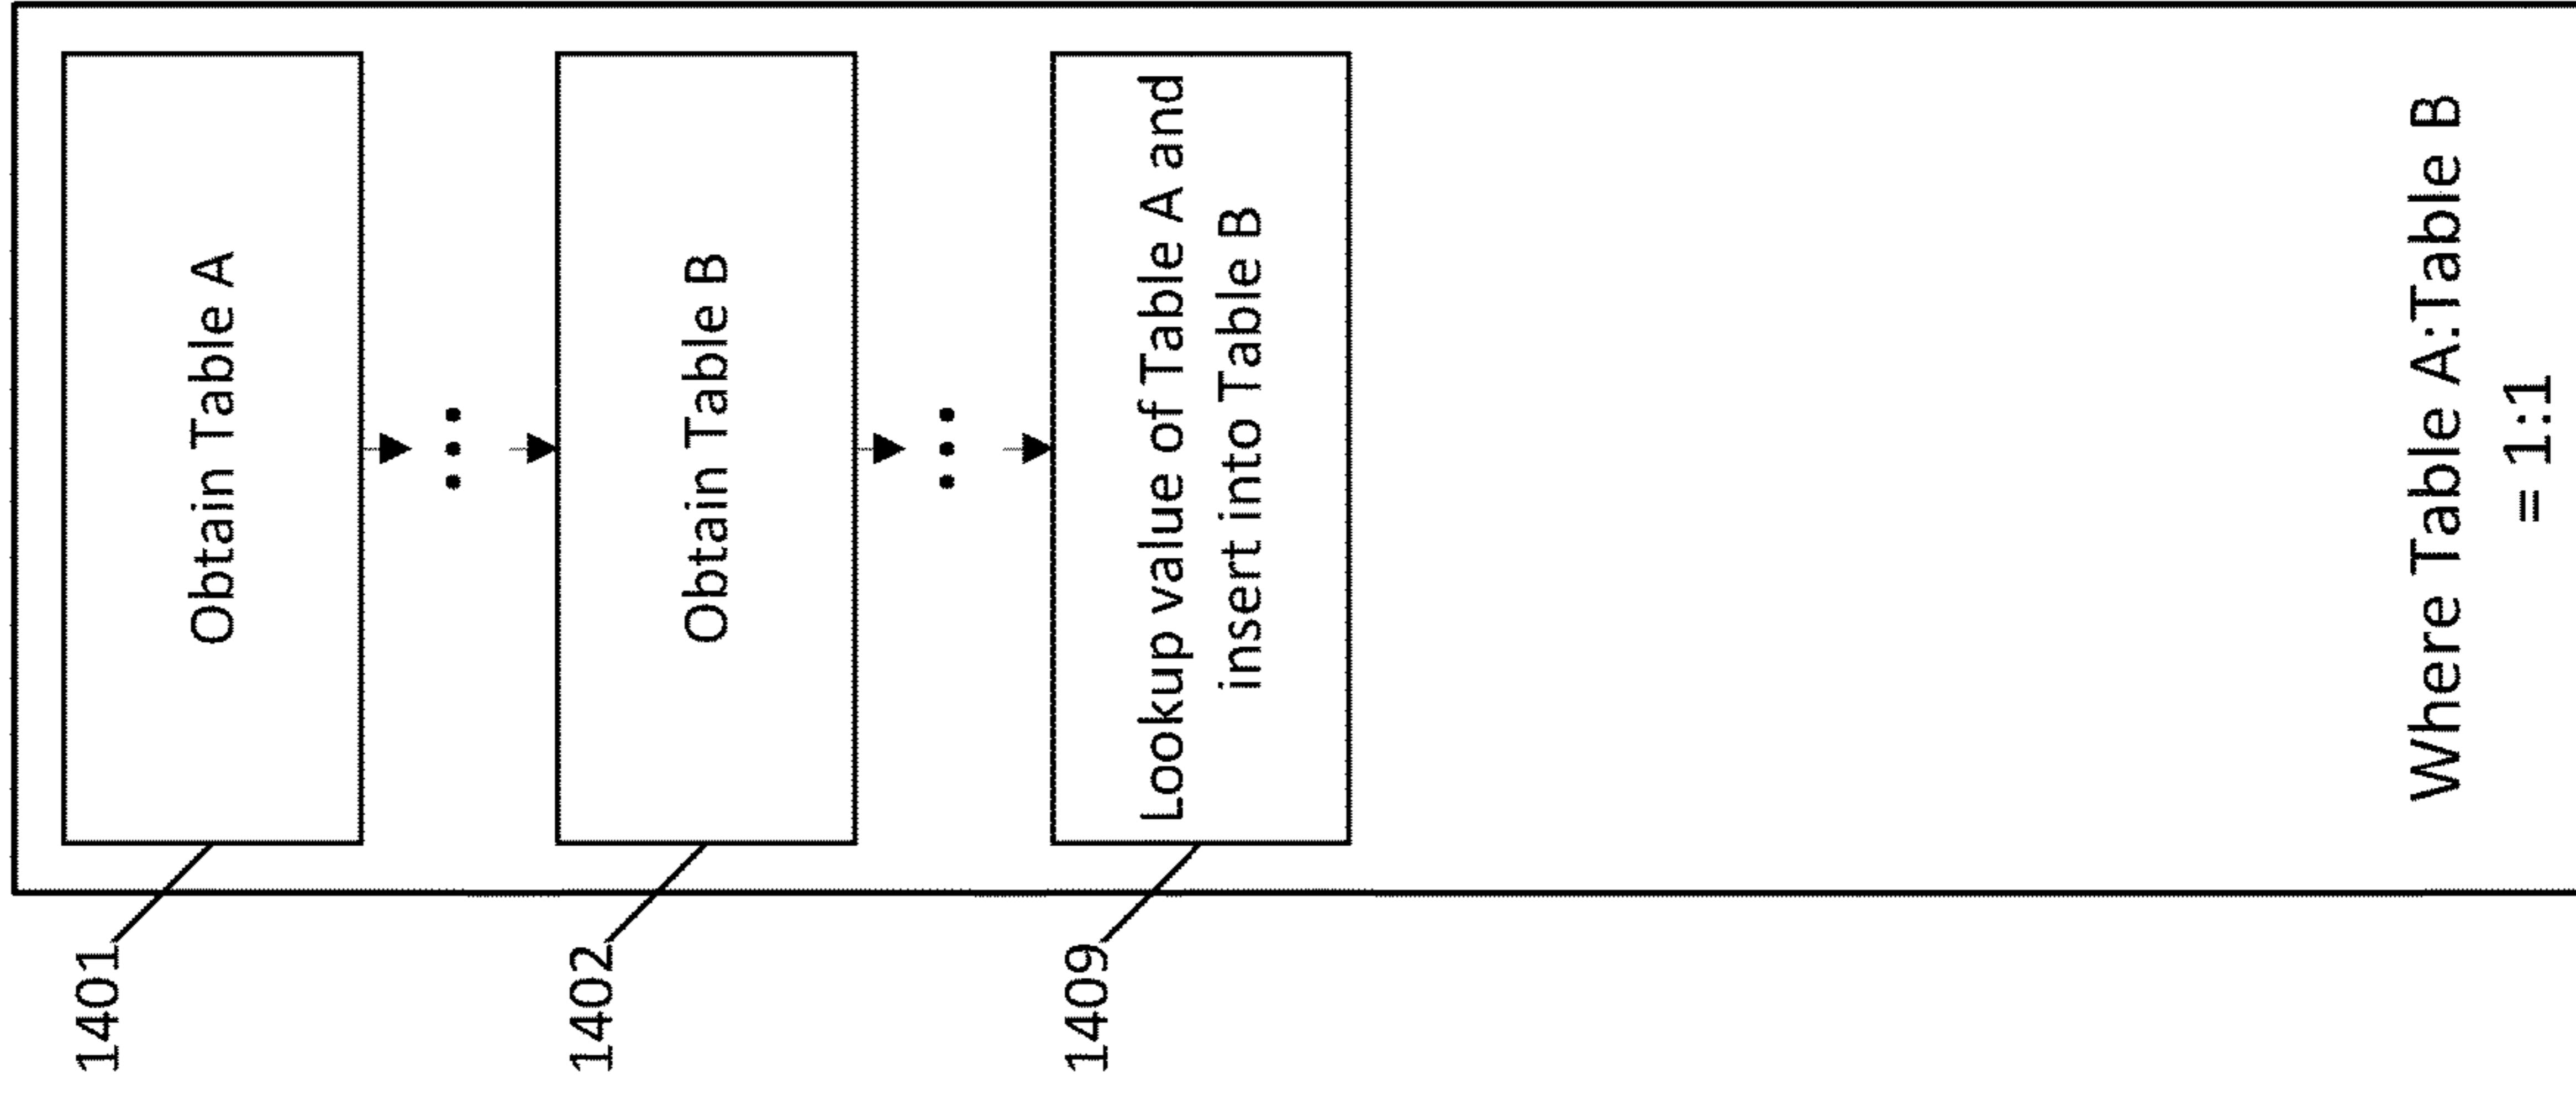 1401
Obtain Table A
...
1402
Obtain Table B
...
1409
Lookup value of Table A and
insert into Table B
Where Table A:Table B
= 1:1